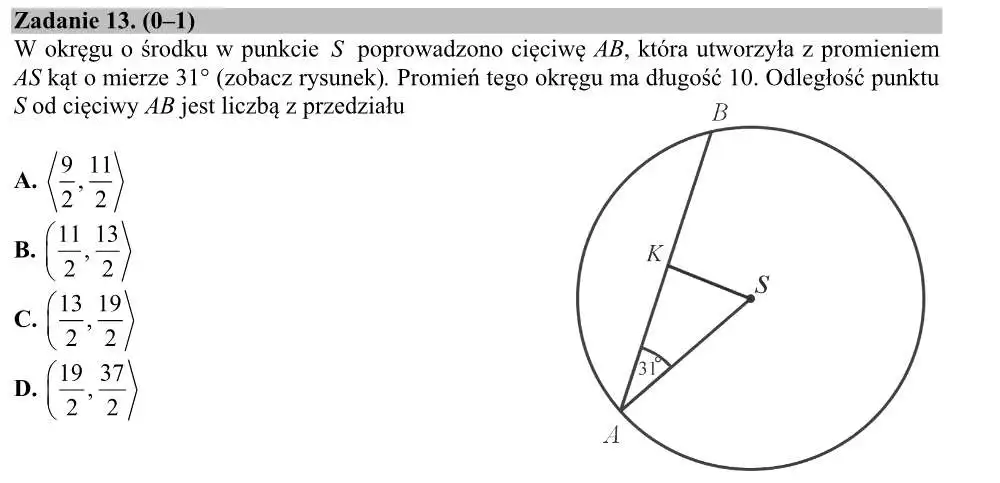 Zadanie 13. (0–1)
W okręgu o środku w punkcie S poprowadzono cięciwę AB, która utworzyła z promieniem
AS kąt o mierze 31° (zobacz rysunek). Promień tego okręgu ma długość 10. Odległość punktu
S od cięciwy AB jest liczbą z przedziału
A. ⟨9/2, 11/2⟩
B. (11/2, 13/2⟩
C. (13/2, 19/2⟩
D. (19/2, 37/2⟩
B
K
S
31°
A